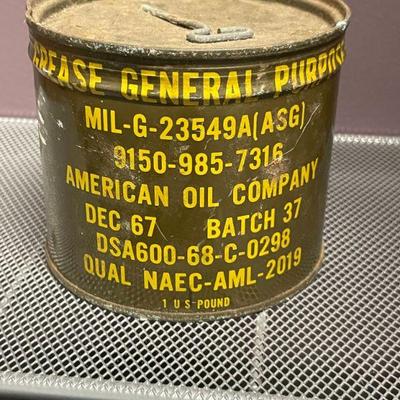 GREASE GENERAL PURPOSE
MIL-G-23549A(ASG)
9150-985-7316
AMERICAN OIL COMPANY
DEC 67 BATCH 37
DSA600-68-C-0298
QUAL NAEC-AML-2019
1 U S POUND